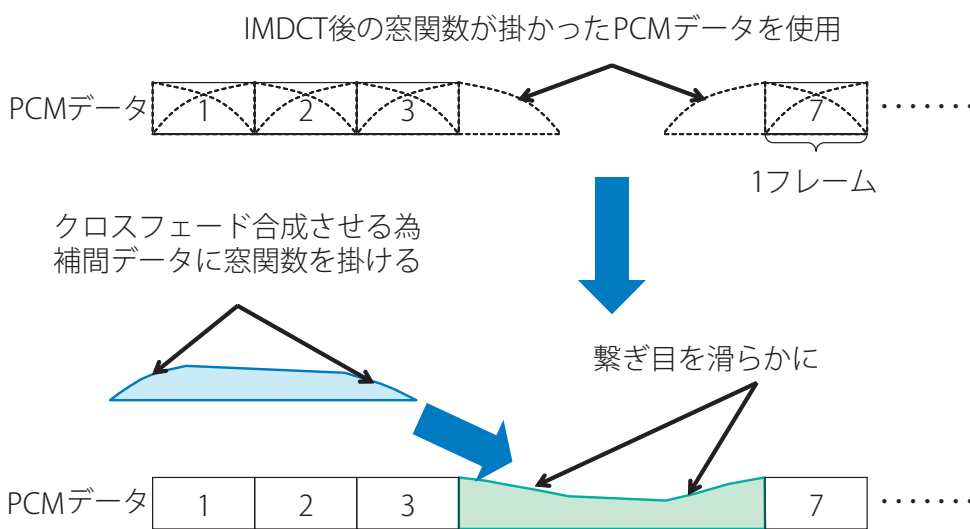 IMDCT後の窓関数が掛かったPCMデータを使用
PCMデータ 1 2 3 7 ・・・・・・
1フレーム
クロスフェード合成させる為
補間データに窓関数を掛ける
繋ぎ目を滑らかに
PCMデータ 1 2 3 7 ・・・・・・